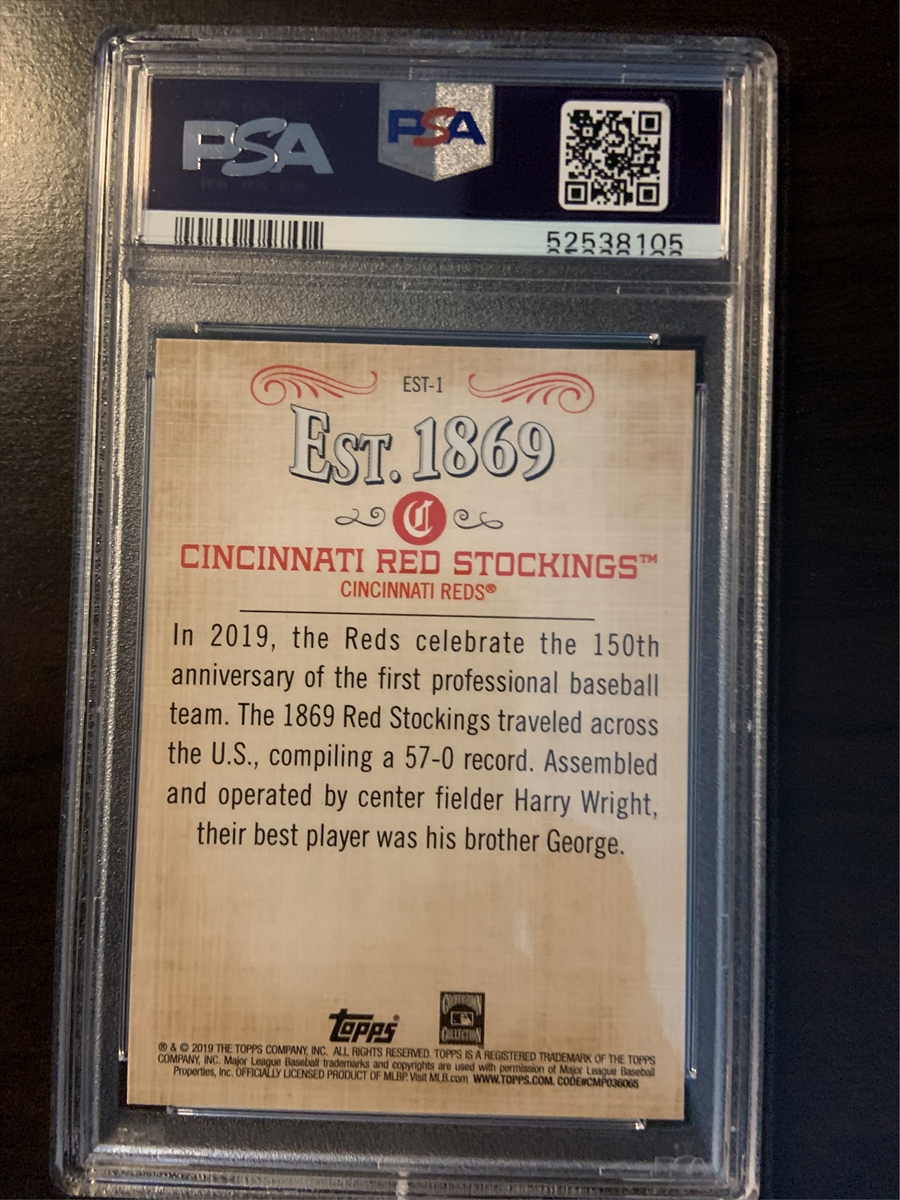 PSA
PSA
52538105
EST-1
EST. 1869
C
CINCINNATI RED STOCKINGS™
CINCINNATI REDS®
In 2019, the Reds celebrate the 150th
anniversary of the first professional baseball
team. The 1869 Red Stockings traveled across
the U.S., compiling a 57-0 record. Assembled
and operated by center fielder Harry Wright,
their best player was his brother George.
Topps®
COOPERSTOWN
COLLECTION
® & © 2019 THE TOPPS COMPANY, INC. ALL RIGHTS RESERVED. TOPPS IS A REGISTERED TRADEMARK OF THE TOPPS
COMPANY, INC. Major League Baseball trademarks and copyrights are used with permission of Major League Baseball
Properties, Inc. OFFICIALLY LICENSED PRODUCT OF MLBP. Visit MLB.com WWW.TOPPS.COM. CODE#CMP036065
PSA